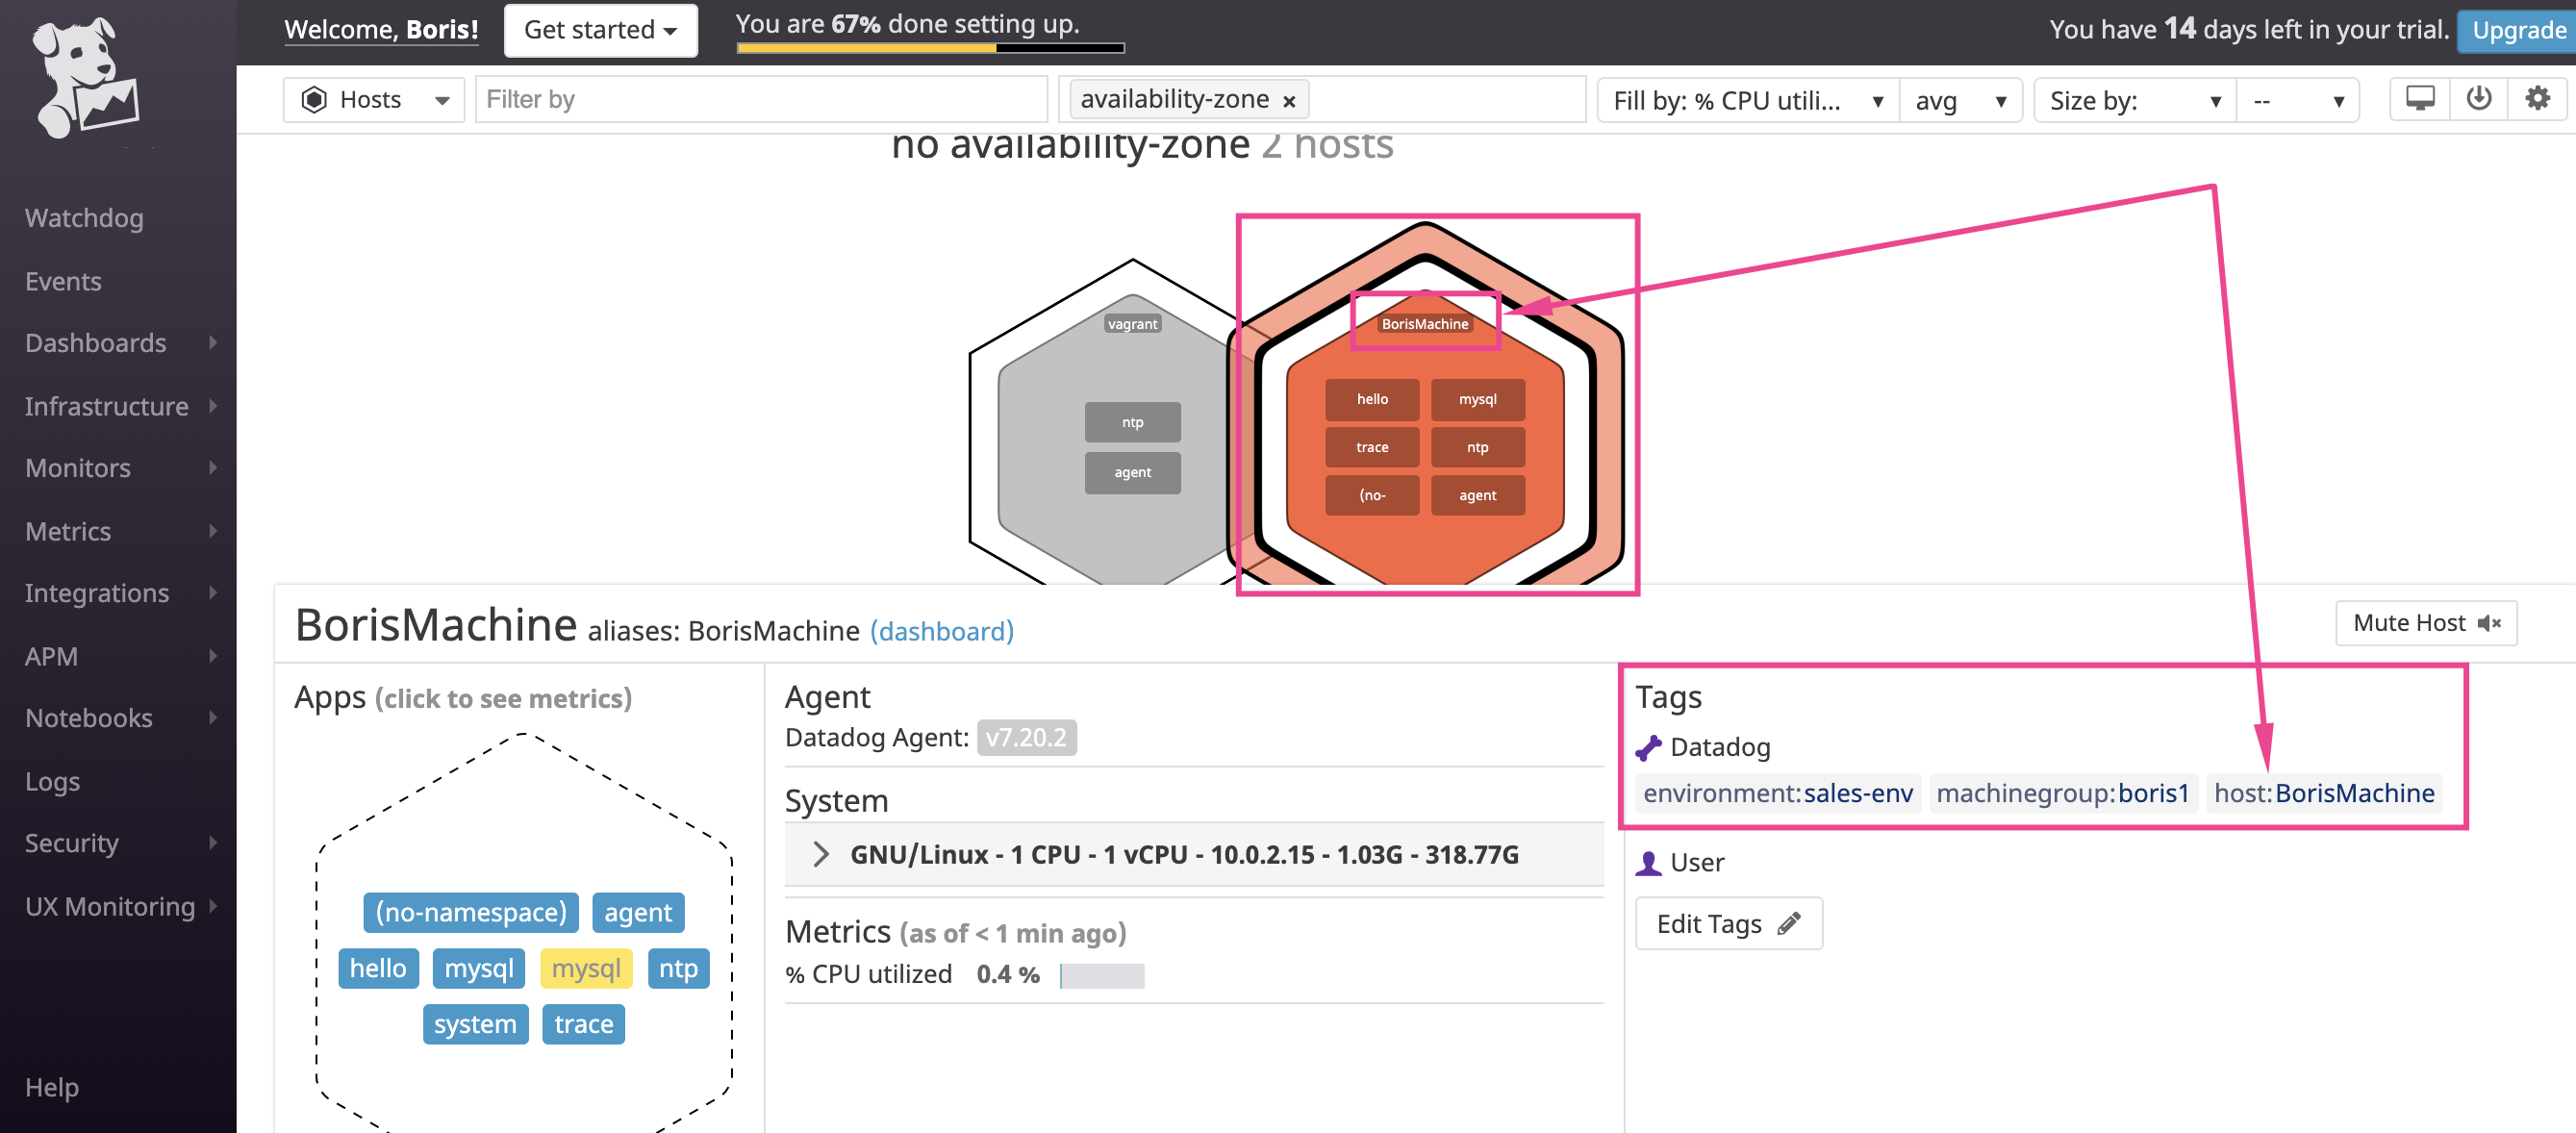 Welcome, Boris!
Get started
You are 67% done setting up.
You have 14 days left in your trial.
Upgrade
Hosts
Filter by
availability-zone ×
Fill by: % CPU utili...
avg
Size by:
--
no availability-zone 2 hosts
Watchdog
Events
Dashboards
Infrastructure
Monitors
Metrics
Integrations
APM
Notebooks
Logs
Security
UX Monitoring
Help
vagrant
ntp
agent
BorisMachine
hello mysql
trace ntp
(no- agent
BorisMachine aliases: BorisMachine (dashboard)
Mute Host
Apps (click to see metrics)
(no-namespace) agent
hello mysql mysql ntp
system trace
Agent
Datadog Agent: v7.20.2
System
GNU/Linux - 1 CPU - 1 vCPU - 10.0.2.15 - 1.03G - 318.77G
Metrics (as of < 1 min ago)
% CPU utilized 0.4 %
Tags
Datadog
environment:sales-env machinegroup:boris1 host:BorisMachine
User
Edit Tags